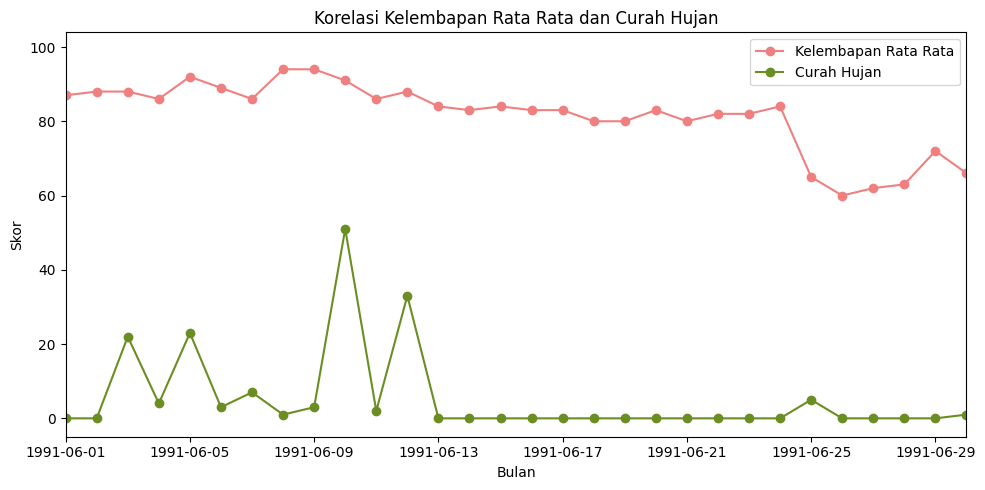 Korelasi Kelembapan Rata Rata dan Curah Hujan
Kelembapan Rata Rata
Curah Hujan
100
80
60
40
20
0
Skor
1991-06-01 1991-06-05 1991-06-09 1991-06-13 1991-06-17 1991-06-21 1991-06-25 1991-06-29
Bulan